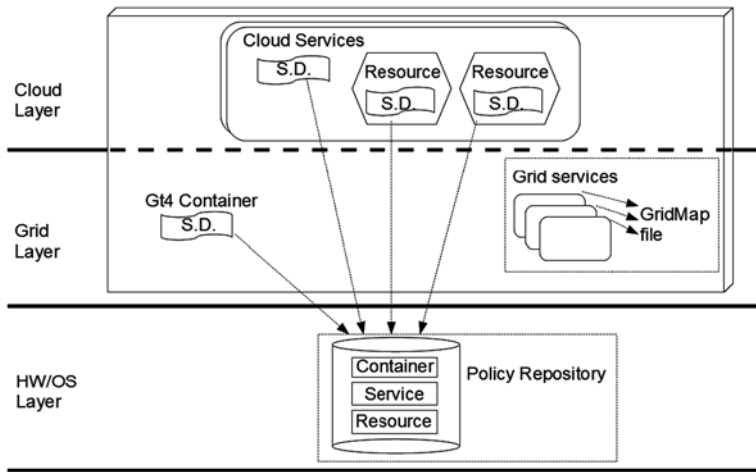 Cloud Services
S.D.
Resource
S.D.
Resource
S.D.
Cloud
Layer
Grid services
GridMap
file
Gt4 Container
S.D.
Grid
Layer
Container
Service
Resource
Policy Repository
HW/OS
Layer